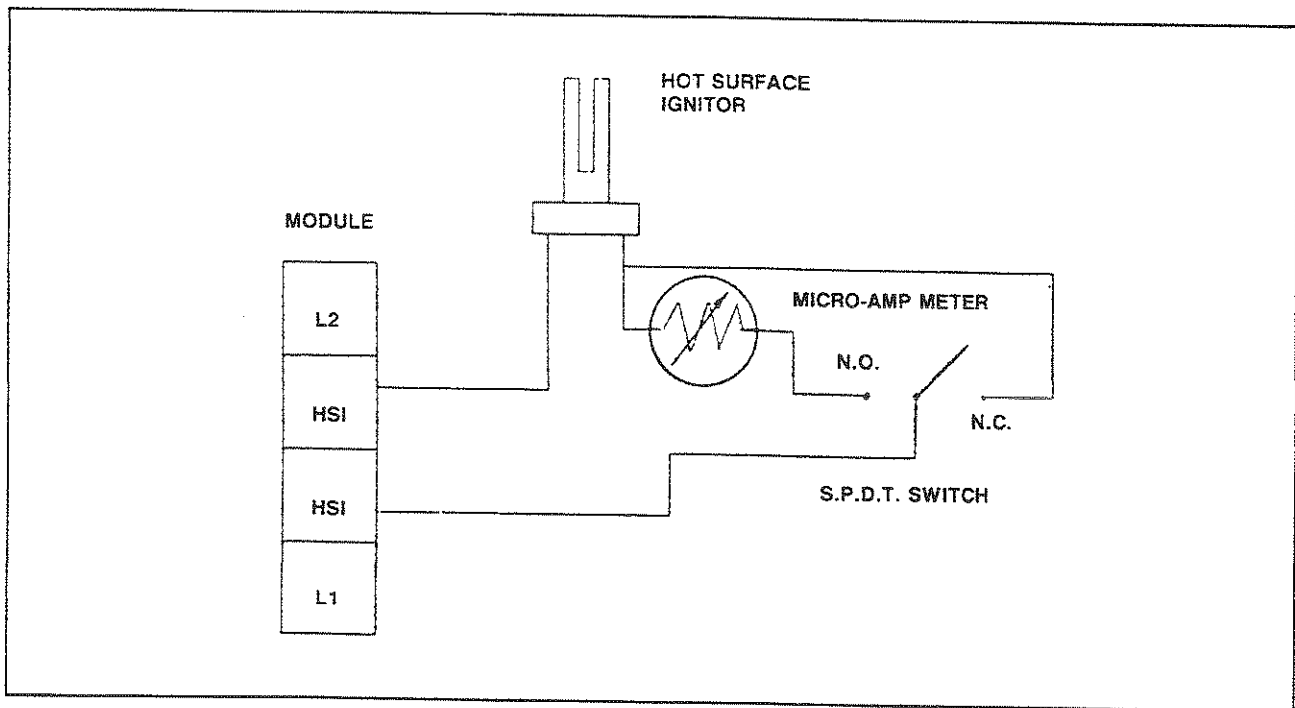 HOT SURFACE
IGNITOR
MODULE
L2
HSI
HSI
L1
MICRO-AMP METER
N.O.
N.C.
S.P.D.T. SWITCH